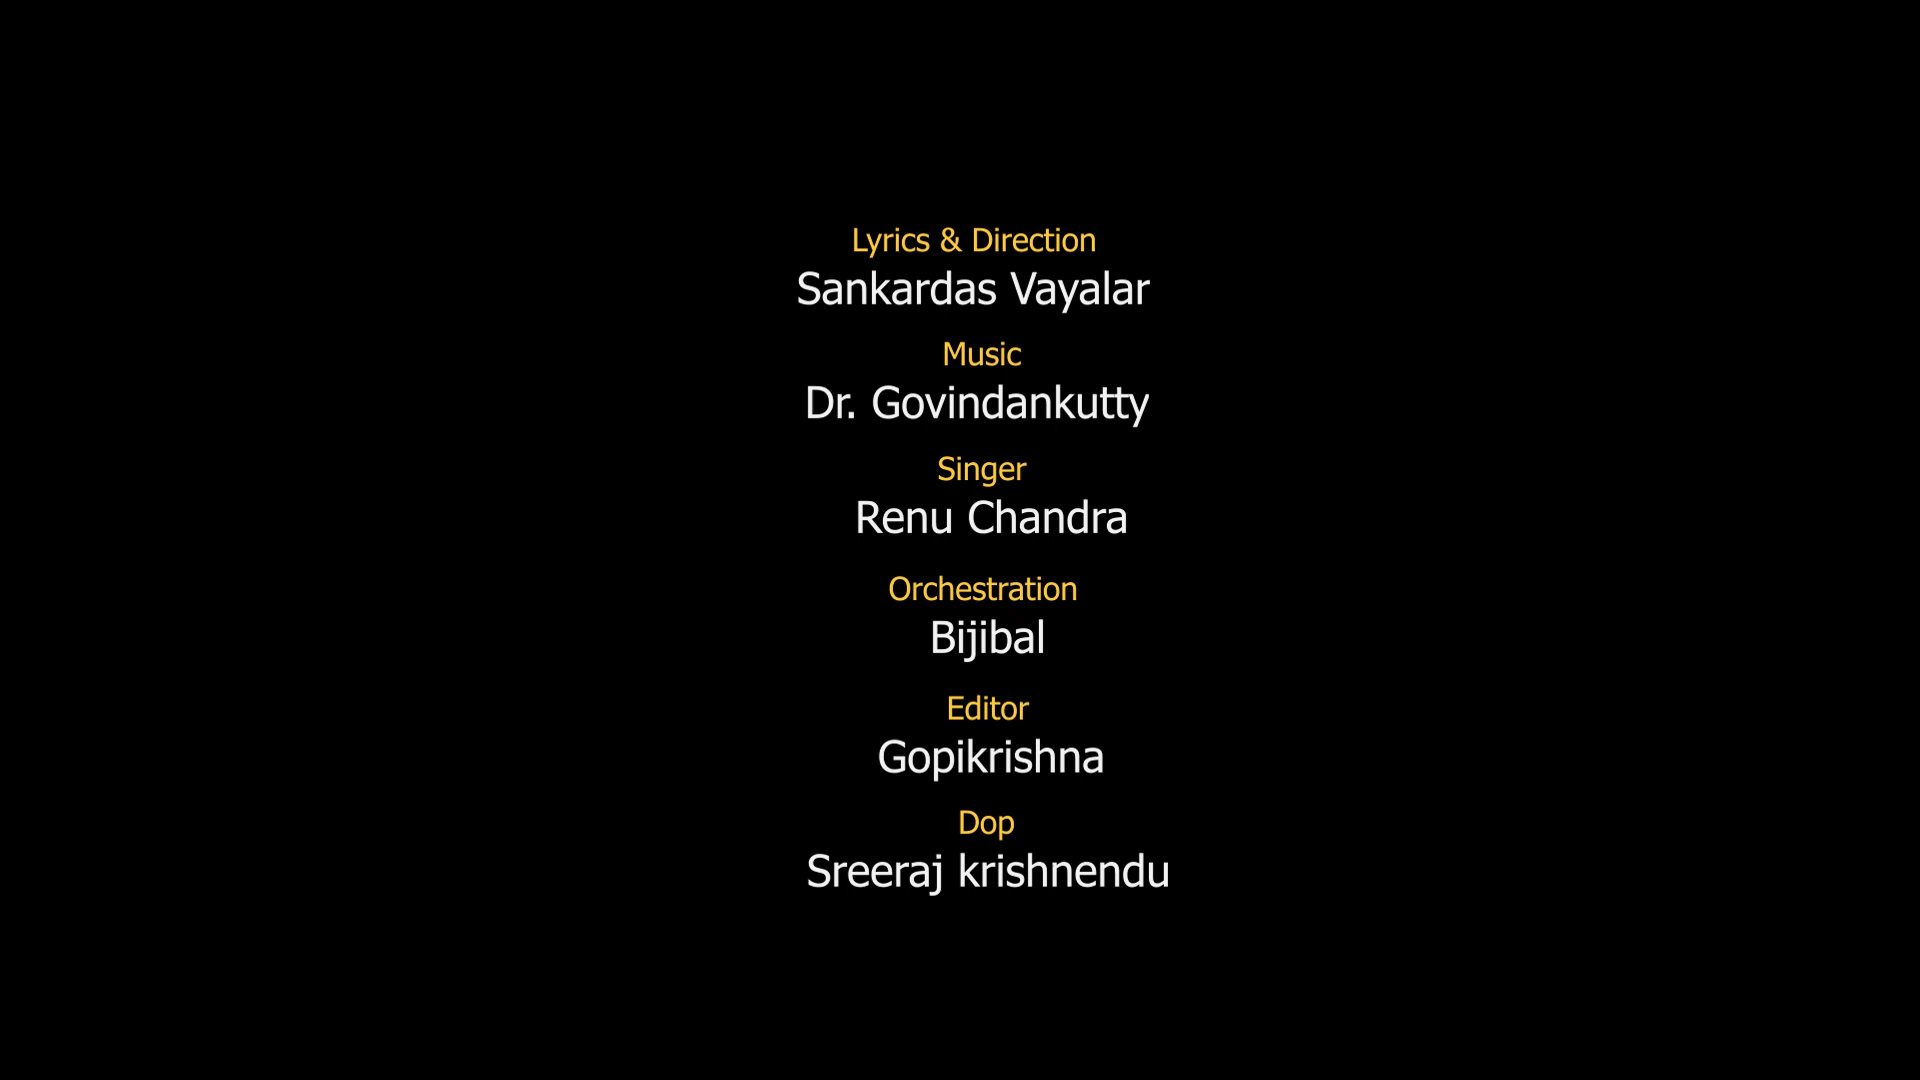 Lyrics & Direction
Sankardas Vayalar
Music
Dr. Govindankutty
Singer
Renu Chandra
Orchestration
Bijibal
Editor
Gopikrishna
Dop
Sreeraj krishnendu